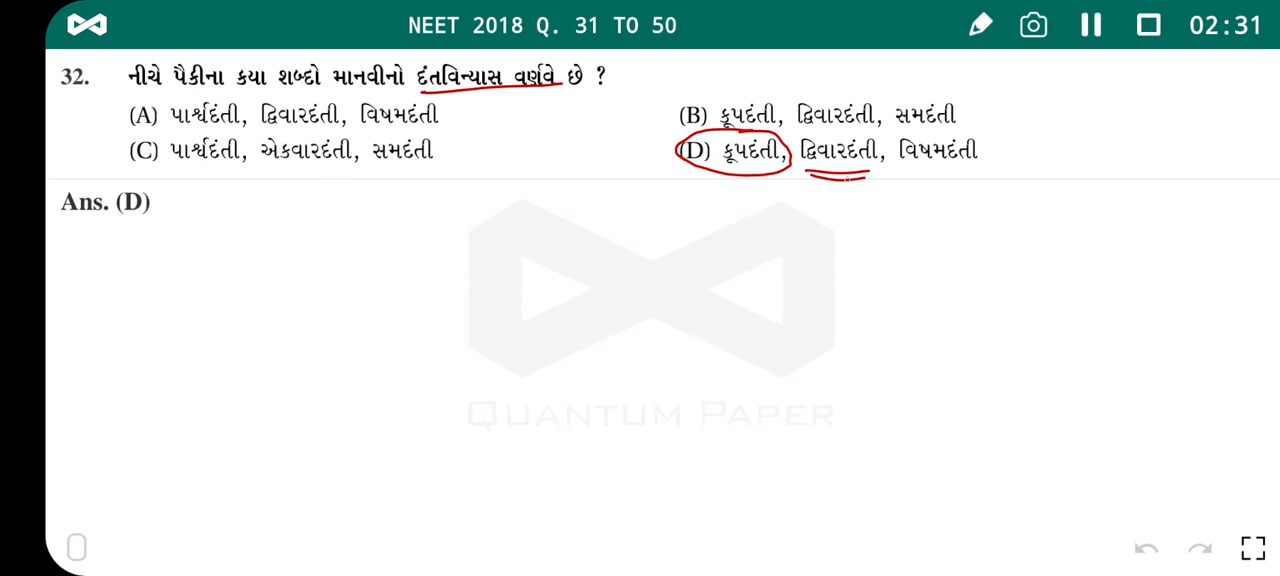 NEET 2018 Q. 31 TO 50
02:31
32. નીચે પૈકીના કયા શબ્દો માનવીનો દંતવિન્યાસ વર્ણવે છે ?
(A) પાર્શ્વદંતી, દ્વિવારદંતી, વિષમદંતી
(B) કૂપદંતી, દ્વિવારદંતી, સમદંતી
(C) પાર્શ્વદંતી, એકવારદંતી, સમદંતી
(D) કૂપદંતી, દ્વિવારદંતી, વિષમદંતી
Ans. (D)
QUANTUM PAPER